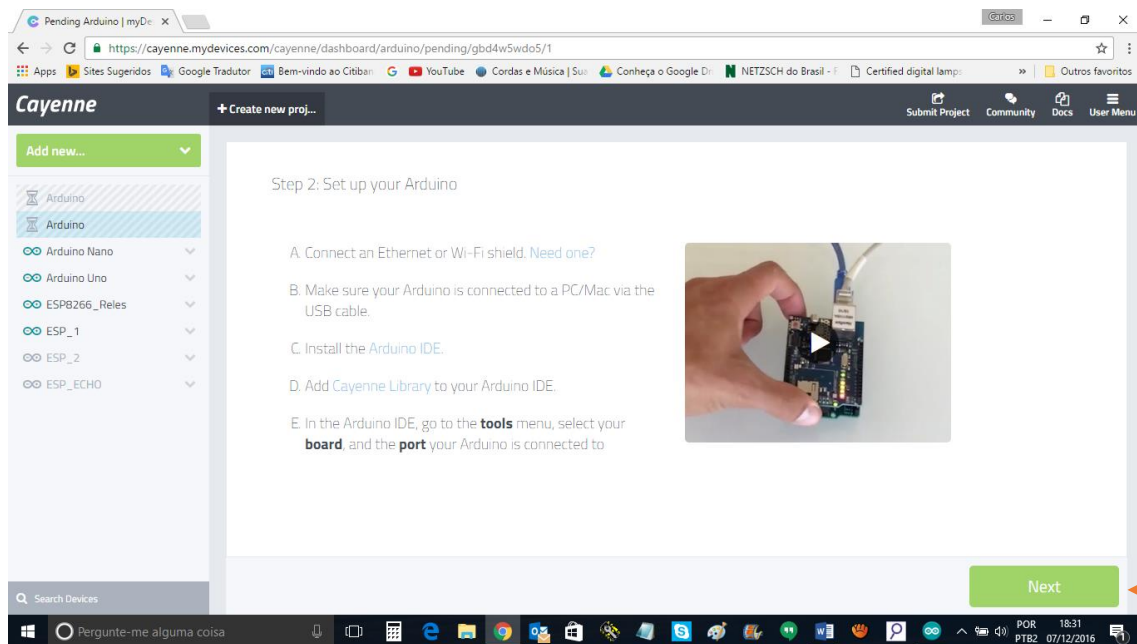 Pending Arduino | myDe
Carlos
https://cayenne.mydevices.com/cayenne/dashboard/arduino/pending/gbd4w5wdo5/1
Apps Sites Sugeridos Google Tradutor Bem-vindo ao Citiban YouTube Cordas e Música | Sua Conheça o Google Dr NETZSCH do Brasil - Certified digital lamp » Outros favoritos
Cayenne
+ Create new proj...
Submit Project Community Docs User Menu
Add new...
Arduino
Arduino
Arduino Nano
Arduino Uno
ESP8266_Reles
ESP_1
ESP_2
ESP_ECHO
Search Devices
Step 2: Set up your Arduino
A. Connect an Ethernet or Wi-Fi shield. Need one?
B. Make sure your Arduino is connected to a PC/Mac via the
USB cable.
C. Install the Arduino IDE.
D. Add Cayenne Library to your Arduino IDE.
E. In the Arduino IDE, go to the tools menu, select your
board, and the port your Arduino is connected to
Next
Pergunte-me alguma coisa
POR 18:31
PTB2 07/12/2016